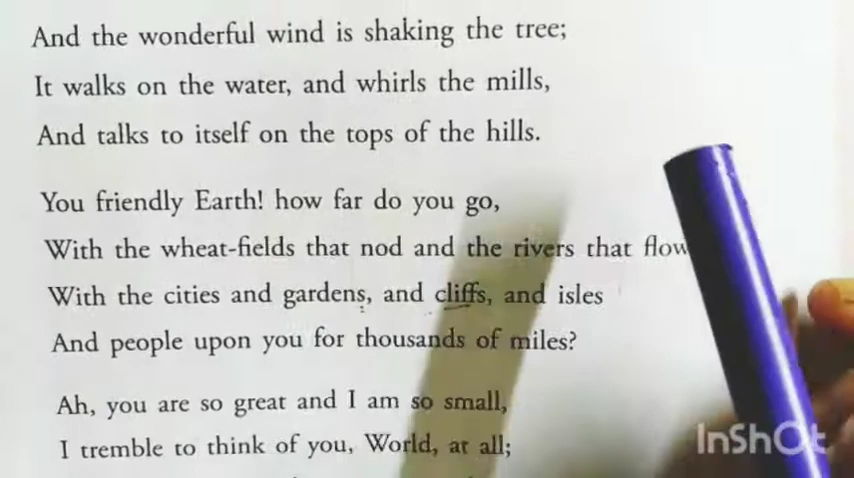 And the wonderful wind is shaking the tree;
It walks on the water, and whirls the mills,
And talks to itself on the tops of the hills.
You friendly Earth! how far do you go,
With the wheat-fields that nod and the rivers that flow
With the cities and gardens, and cliffs, and isles
And people upon you for thousands of miles?
Ah, you are so great and I am so small,
I tremble to think of you, World, at all;
InShOt